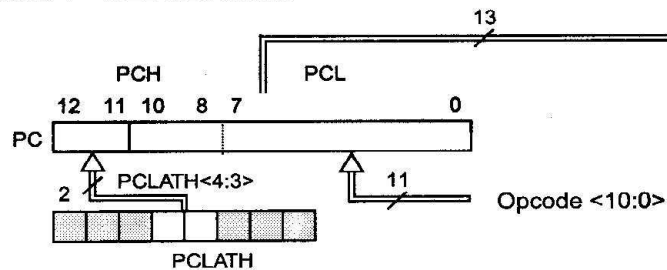 13
PCH PCL
12 11 10 8 7 0
PC
2 PCLATH<4:3> 11 Opcode <10:0>
PCLATH